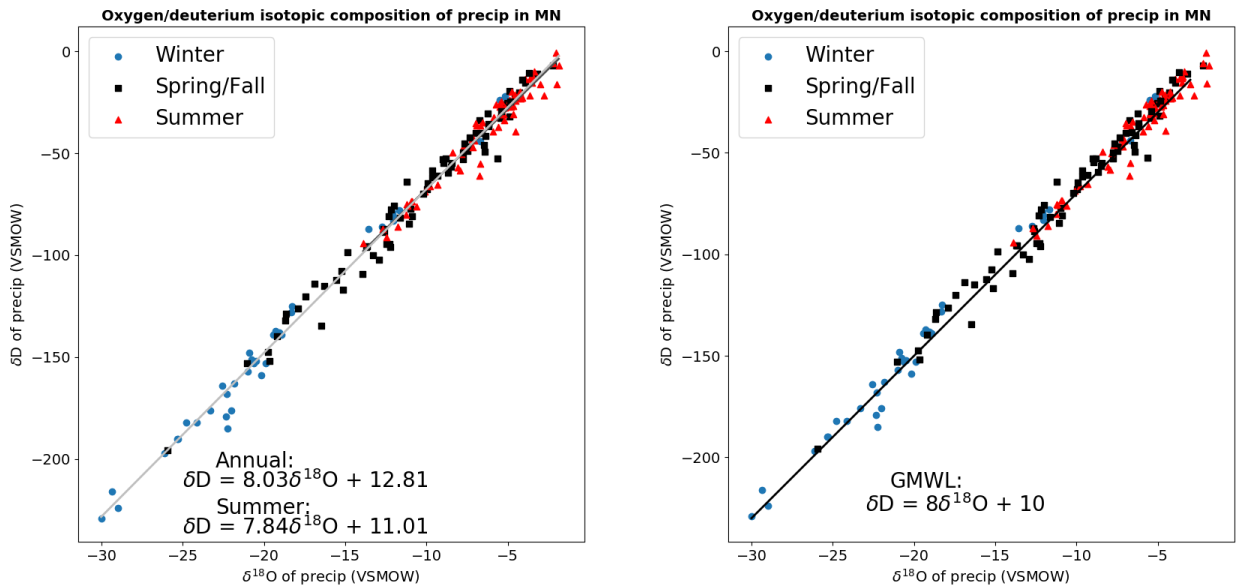 Oxygen/deuterium isotopic composition of precip in MN
Winter
Spring/Fall
Summer
0
−50
−100
−150
−200
δD of precip (VSMOW)
Annual:
δD = 8.03δ¹⁸O + 12.81
Summer:
δD = 7.84δ¹⁸O + 11.01
−30 −25 −20 −15 −10 −5
δ¹⁸O of precip (VSMOW)
Oxygen/deuterium isotopic composition of precip in MN
Winter
Spring/Fall
Summer
0
−50
−100
−150
−200
δD of precip (VSMOW)
GMWL:
δD = 8δ¹⁸O + 10
−30 −25 −20 −15 −10 −5
δ¹⁸O of precip (VSMOW)